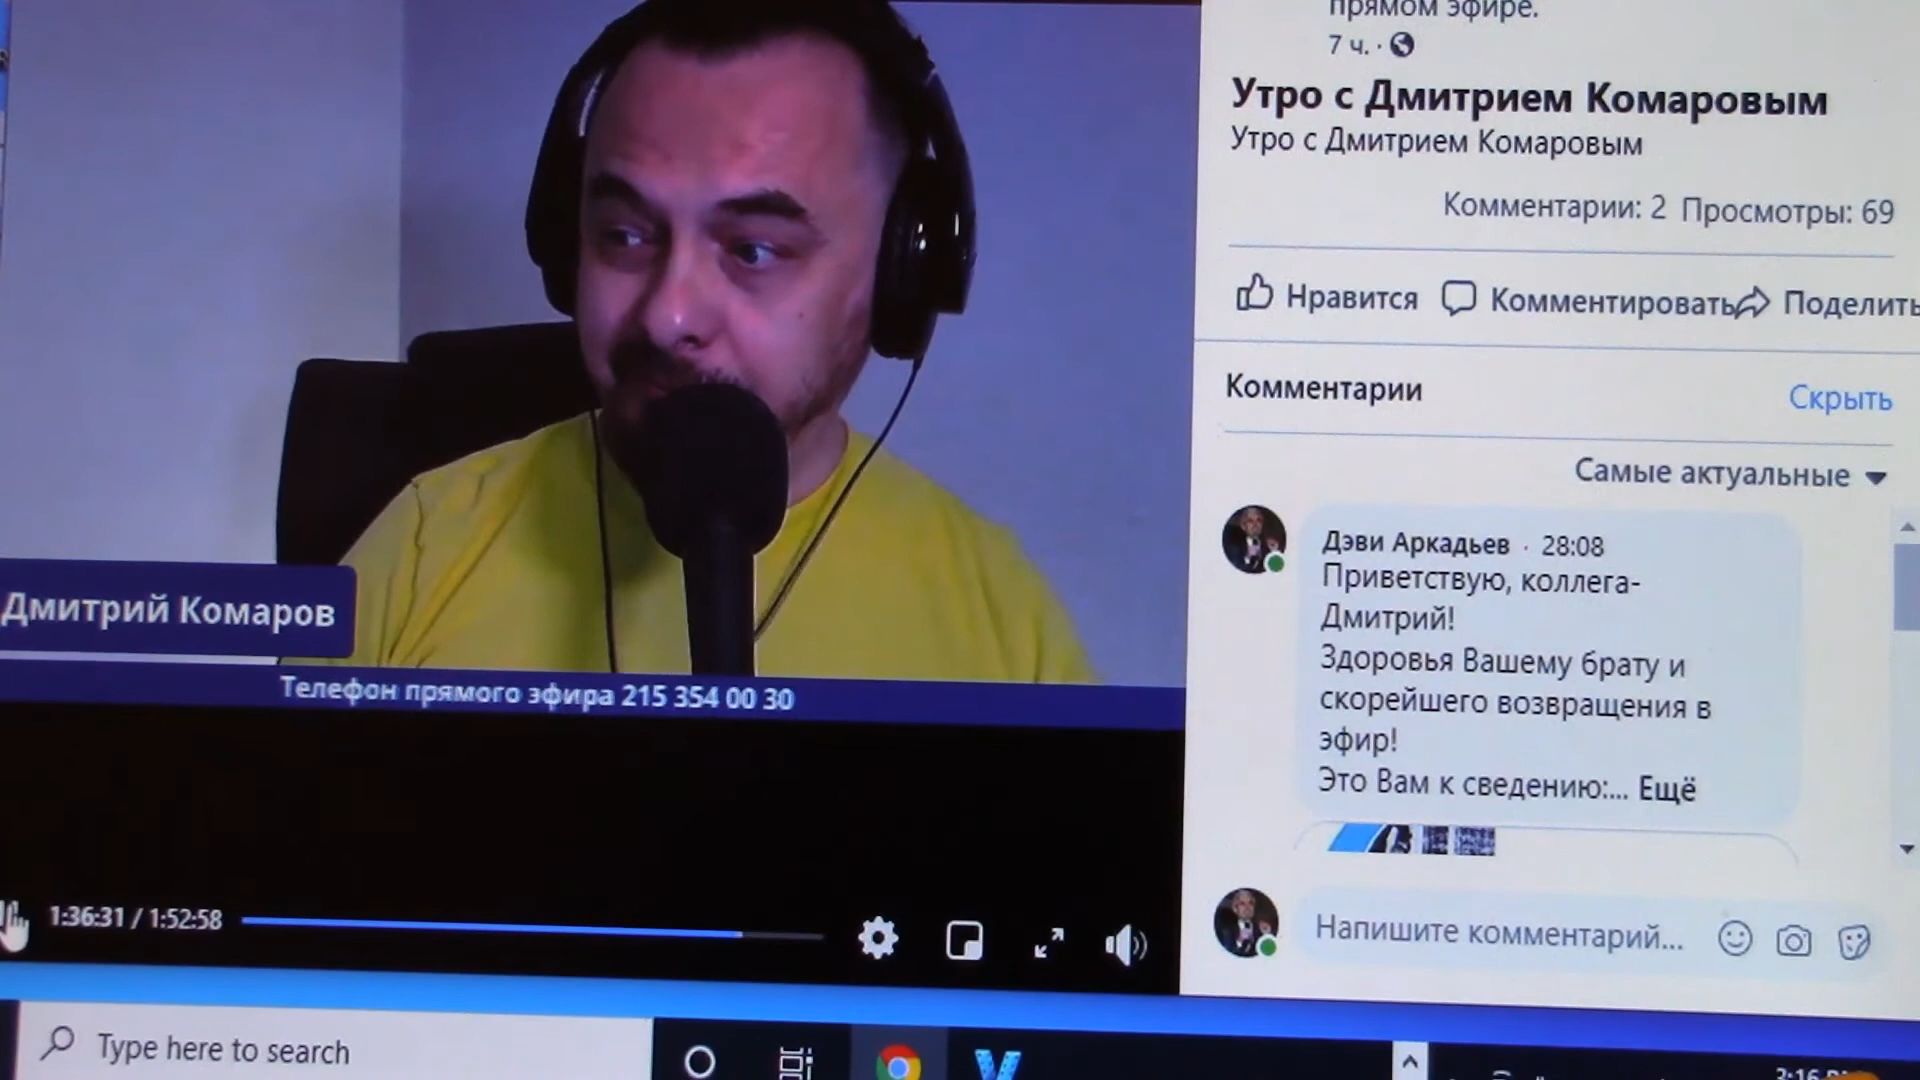 прямом эфире.
7 ч. ·
Утро с Дмитрием Комаровым
Утро с Дмитрием Комаровым
Комментарии: 2 Просмотры: 69
Нравится Комментировать Поделить
Комментарии
Скрыть
Самые актуальные
Дэви Аркадьев · 28:08
Приветствую, коллега-
Дмитрий!
Здоровья Вашему брату и
скорейшего возвращения в
эфир!
Это Вам к сведению:... Ещё
Напишите комментарий...
Дмитрий Комаров
Телефон прямого эфира 215 354 00 30
1:36:31 / 1:52:58
Type here to search
3:16